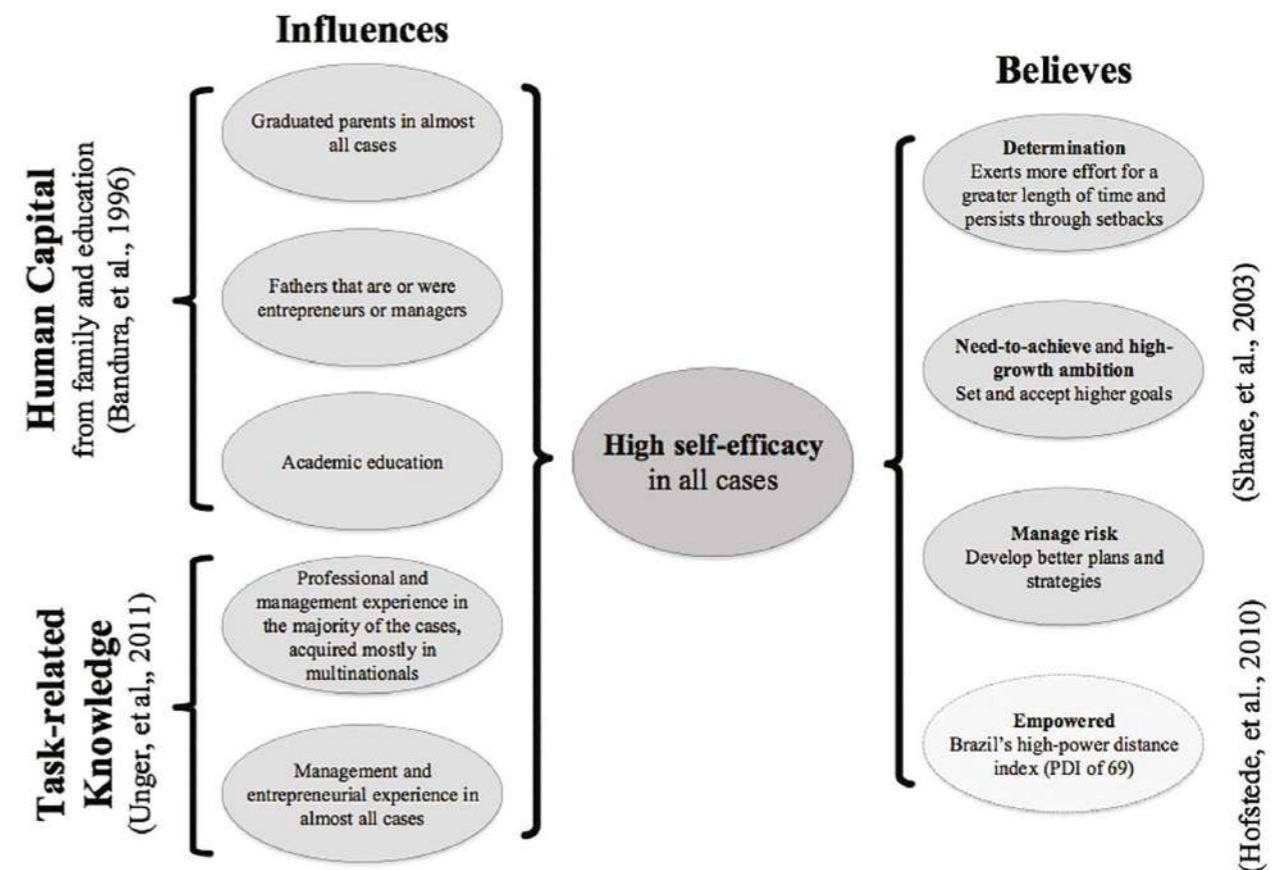 Influences
Human Capital
from family and education
(Bandura, et al., 1996)
Graduated parents in almost
all cases
Fathers that are or were
entrepreneurs or managers
Academic education
Task-related
Knowledge
(Unger, et al,, 2011)
Professional and
management experience in
the majority of the cases,
acquired mostly in
multinationals
Management and
entrepreneurial experience in
almost all cases
High self-efficacy
in all cases
Believes
Determination
Exerts more effort for a
greater length of time and
persists through setbacks
Need-to-achieve and high-
growth ambition
Set and accept higher goals
Manage risk
Develop better plans and
strategies
(Shane, et al., 2003)
Empowered
Brazil's high-power distance
index (PDI of 69)
(Hofstede, et al., 2010)